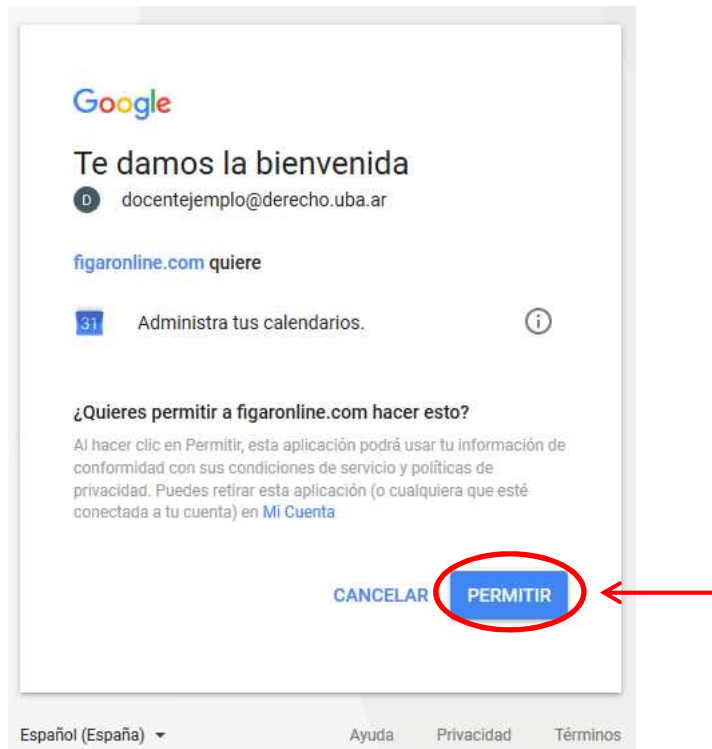 Google
Te damos la bienvenida
D docentejemplo@derecho.uba.ar
figaronline.com quiere
31 Administra tus calendarios.
¿Quieres permitir a figaronline.com hacer esto?
Al hacer clic en Permitir, esta aplicación podrá usar tu información de
conformidad con sus condiciones de servicio y políticas de
privacidad. Puedes retirar esta aplicación (o cualquiera que esté
conectada a tu cuenta) en Mi Cuenta
CANCELAR PERMITIR
Español (España) Ayuda Privacidad Términos